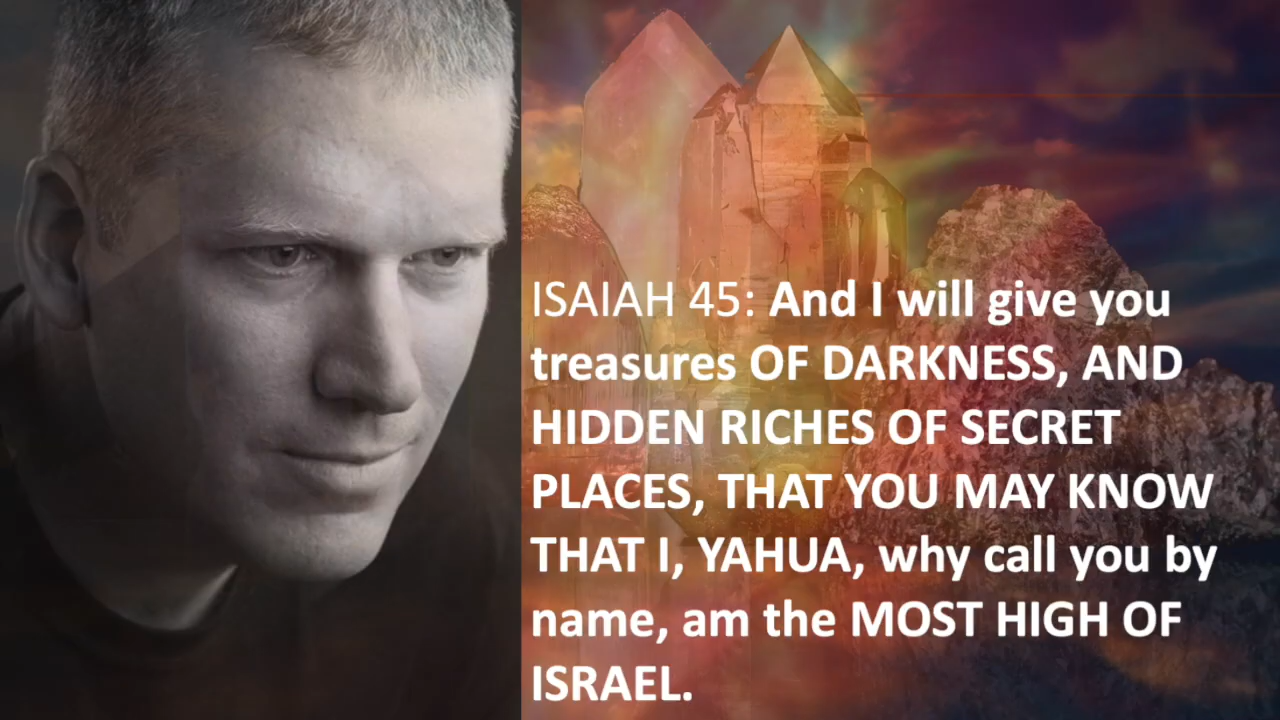 ISAIAH 45: And I will give you
treasures OF DARKNESS, AND
HIDDEN RICHES OF SECRET
PLACES, THAT YOU MAY KNOW
THAT I, YAHUA, why call you by
name, am the MOST HIGH OF
ISRAEL.